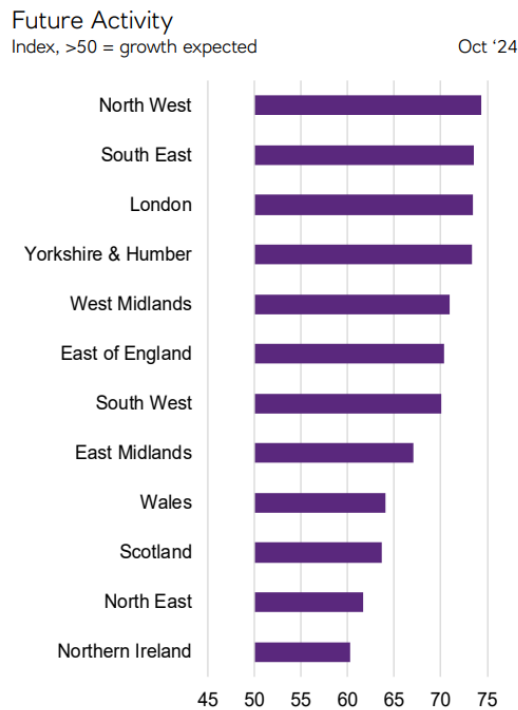 Future Activity
Index, >50 = growth expected Oct ‘24
North West
South East
London
Yorkshire & Humber
West Midlands
East of England
South West
East Midlands
Wales
Scotland
North East
Northern Ireland
45 50 55 60 65 70 75